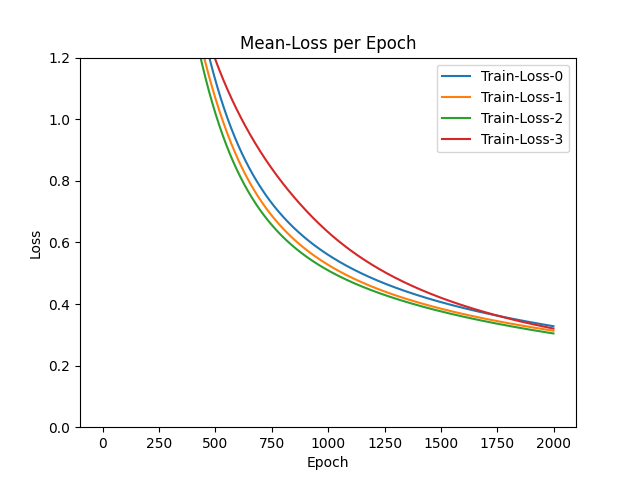 Mean-Loss per Epoch
1.2
1.0
0.8
0.6
0.4
0.2
0.0
Loss
Train-Loss-0
Train-Loss-1
Train-Loss-2
Train-Loss-3
0 250 500 750 1000 1250 1500 1750 2000
Epoch